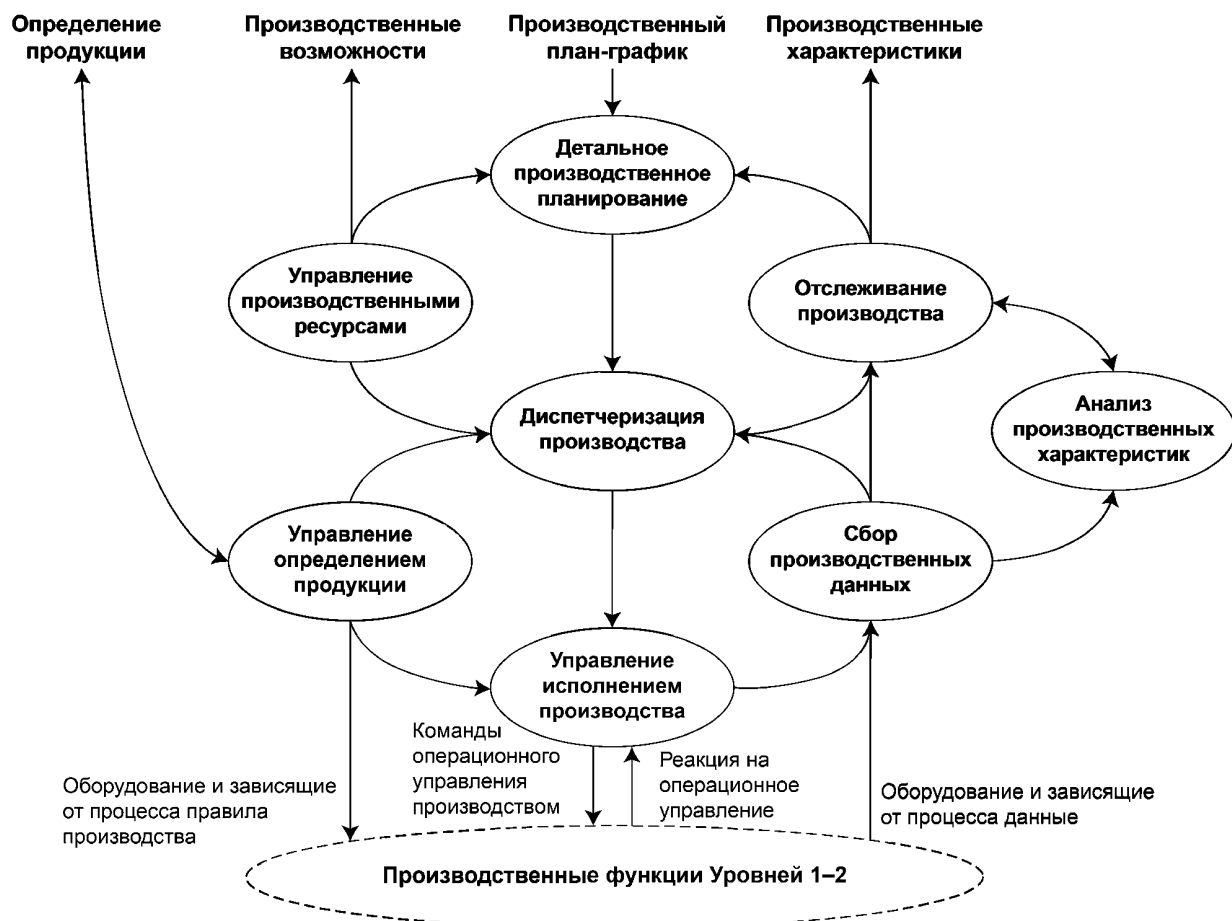 Определение
продукции
Производственные
возможности
Производственный
план-график
Производственные
характеристики
Детальное
производственное
планирование
Управление
производственными
ресурсами
Отслеживание
производства
Диспетчеризация
производства
Анализ
производственных
характеристик
Управление
определением
продукции
Сбор
производственных
данных
Управление
исполнением
производства
Команды
операционного
управления
производством
Реакция на
операционное
управление
Оборудование и зависящие
от процесса правила
производства
Оборудование и зависящие
от процесса данные
Производственные функции Уровней 1–2